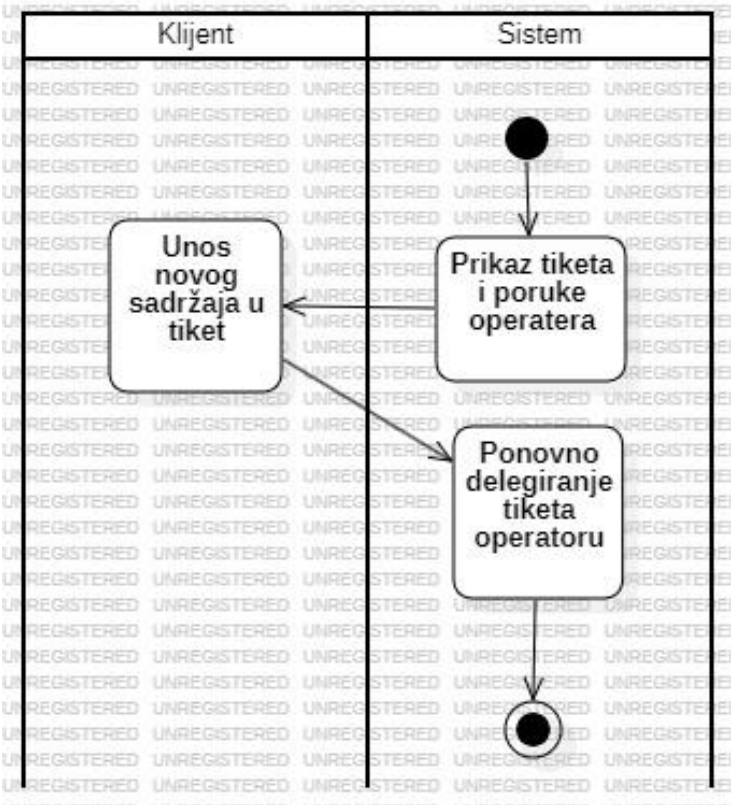 Klijent
Sistem
Prikaz tiketa
i poruke
operatera
Unos
novog
sadržaja u
tiket
Ponovno
delegiranje
tiketa
operatoru
UNREGISTERED